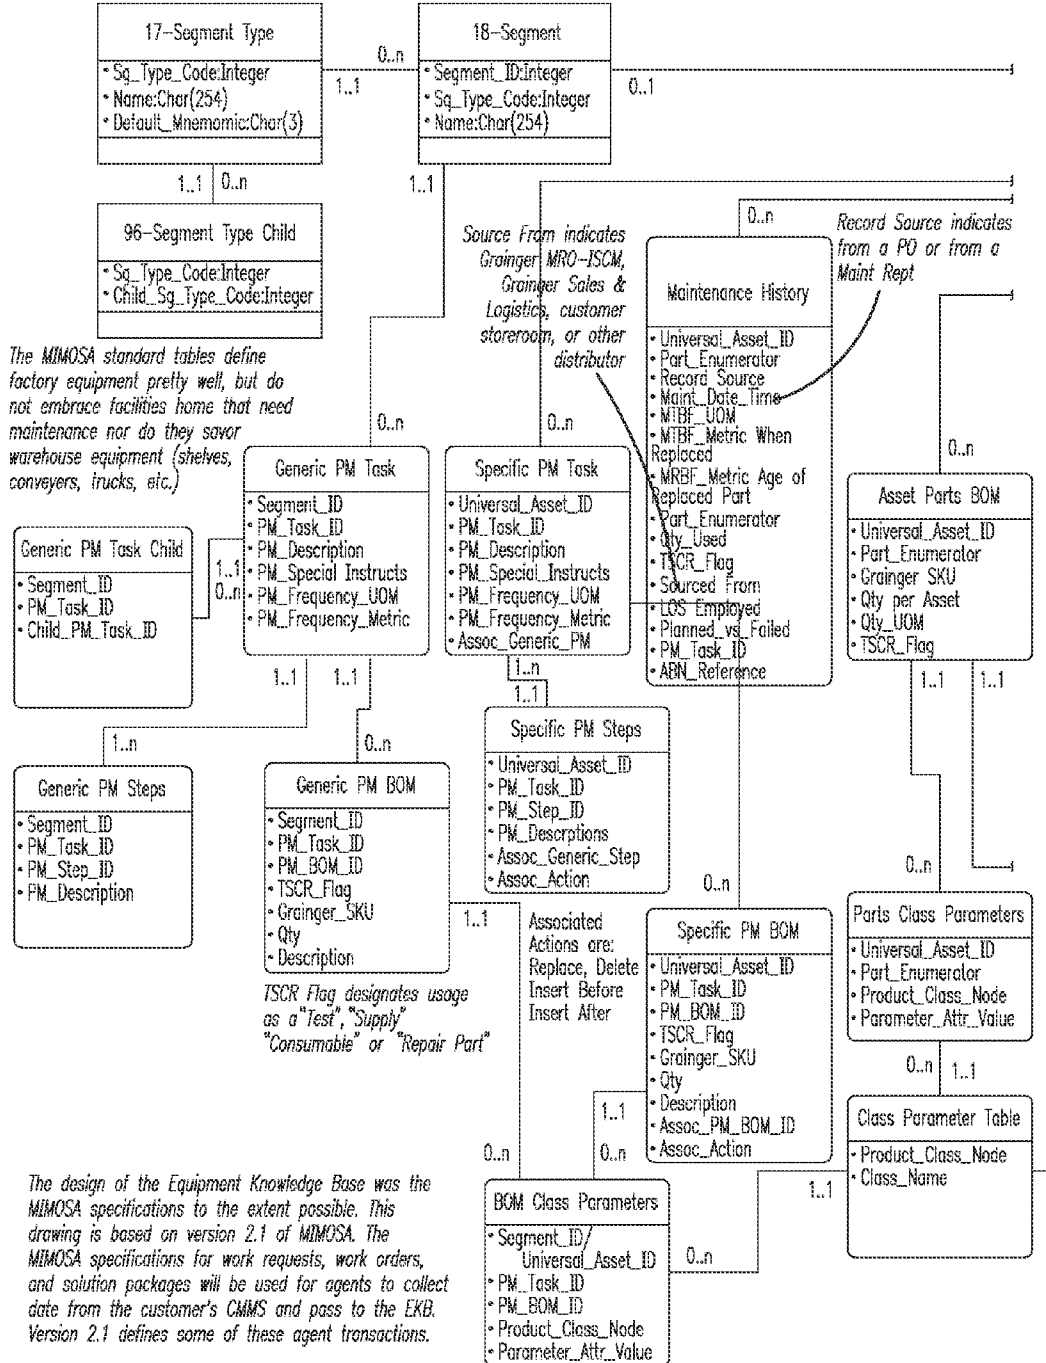 17-Segment Type
• Sg_Type_Code:Integer
• Name:Char(254)
• Default_Mnemomic:Char(3)
0..n
1..1
18-Segment
• Segment_ID:Integer
• Sq_Type_Code:Integer
• Name:Char(254)
0..1
1..1
0..n
1..1
96-Segment Type Child
• Sg_Type_Code:Integer
• Child_Sg_Type_Code:Integer
The MIMOSA standard tables define
factory equipment pretty well, but do
not embrace facilities home that need
maintenance nor do they savor
warehouse equipment (shelves,
conveyers, trucks, etc.)
Source From indicates
Grainger MRO-ISCM,
Grainger Sales &
Logistics, customer
storeroom, or other
distributor
0..n
Record Source indicates
from a PO or from a
Maint Rept
Maintenance History
• Universal_Asset_ID
• Part_Enumerator
• Record Source
• Maint_Date_Time
• MTBF_UOM
• MTBF_Metric When
Replaced
• MRBF_Metric Age of
Replaced Part
• Part_Enumerator
• Qty_Used
• TSCR_Flag
• Sourced From
• LOS Employed
• Planned_vs_Failed
• PM_Task_ID
• ABN_Reference
0..n
Generic PM Task
• Segment_ID
• PM_Task_ID
• PM_Description
• PM_Special Instructs
• PM_Frequency_UOM
• PM_Frequency_Metric
0..n
Specific PM Task
• Universal_Asset_ID
• PM_Task_ID
• PM_Description
• PM_Special_Instructs
• PM_Frequency_UOM
• PM_Frequency_Metric
• Assoc_Generic_PM
0..n
Asset Parts BOM
• Universal_Asset_ID
• Part_Enumerator
• Grainger SKU
• Qty per Asset
• Qty_UOM
• TSCR_Flag
1..1
1..1
Generic PM Task Child
• Segment_ID
• PM_Task_ID
• Child_PM_Task_ID
1..1
0..n
1..1
1..1
1..n
0..n
1..n
1..1
Generic PM Steps
• Segment_ID
• PM_Task_ID
• PM_Step_ID
• PM_Description
Generic PM BOM
• Segment_ID
• PM_Task_ID
• PM_BOM_ID
• TSCR_Flag
• Grainger_SKU
• Qty
• Description
1..1
TSCR Flag designates usage
as a "Test", "Supply"
"Consumable" or "Repair Part"
Specific PM Steps
• Universal_Asset_ID
• PM_Task_ID
• PM_Step_ID
• PM_Descrptions
• Assoc_Generic_Step
• Assoc_Action
Associated
Actions are:
Replace, Delete
Insert Before
Insert After
0..n
Specific PM BOM
• Universal_Asset_ID
• PM_Task_ID
• PM_BOM_ID
• TSCR_Flag
• Grainger_SKU
• Qty
• Description
• Assoc_PM_BOM_ID
• Assoc_Action
0..n
Parts Class Parameters
• Universal_Asset_ID
• Part_Enumerator
• Product_Class_Node
• Parameter_Attr_Value
0..n
1..1
Class Parameter Table
• Product_Class_Node
• Class_Name
1..1
0..n
1..1
0..n
0..n
BOM Class Parameters
• Segment_ID/
Universal_Asset_ID
• PM_Task_ID
• PM_BOM_ID
• Product_Class_Node
• Parameter_Attr_Value
The design of the Equipment Knowledge Base was the
MIMOSA specifications to the extent possible. This
drawing is based on version 2.1 of MIMOSA. The
MIMOSA specifications for work requests, work orders,
and solution packages will be used for agents to collect
date from the customer's CMMS and pass to the EKB.
Version 2.1 defines some of these agent transactions.